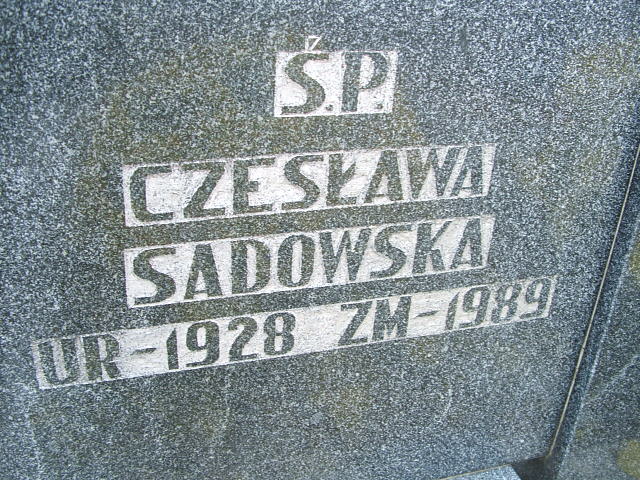 Ś.P.
CZESŁAWA
SADOWSKA
UR-1928 ZM-1989